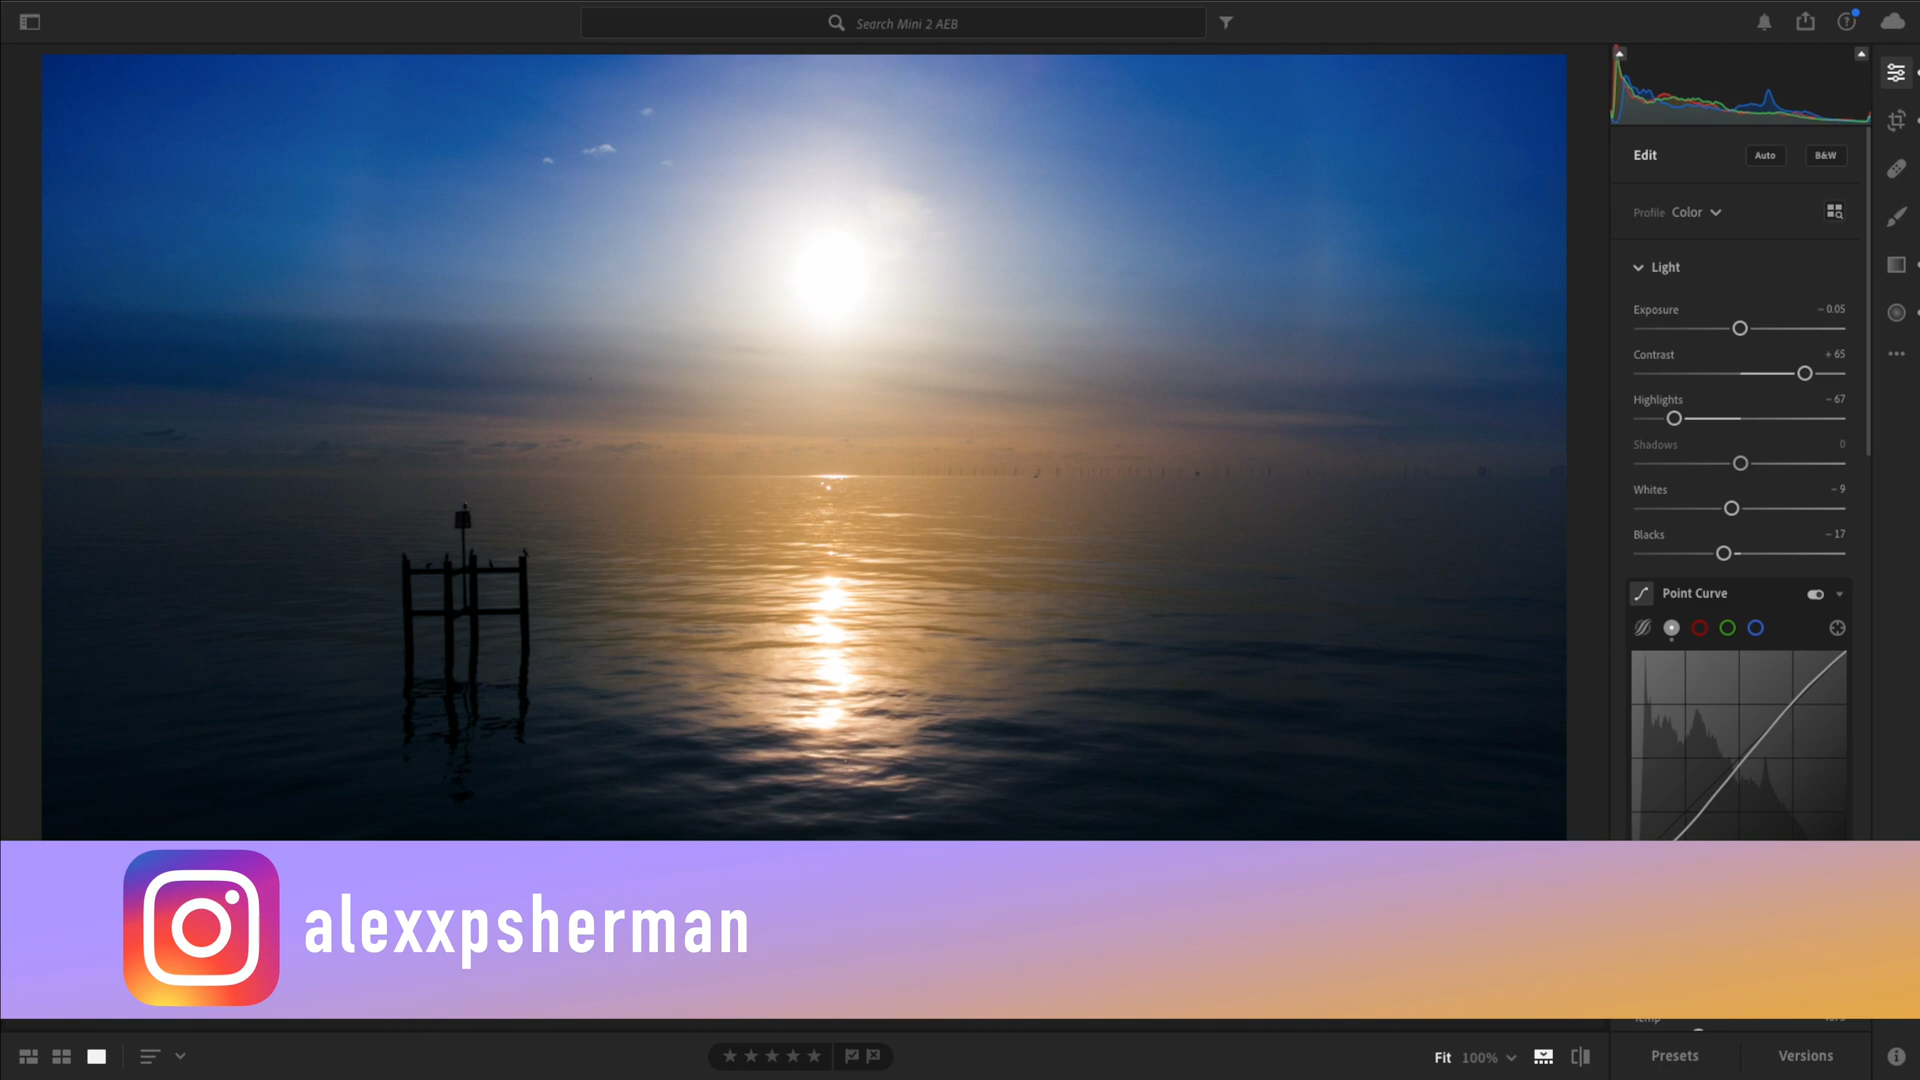 Search Mini 2 AEB
Edit
Auto
B&W
Profile Color
Light
Exposure − 0.05
Contrast + 65
Highlights − 67
Shadows 0
Whites − 9
Blacks − 17
Point Curve
alexxpsherman
Fit 100%
Presets
Versions